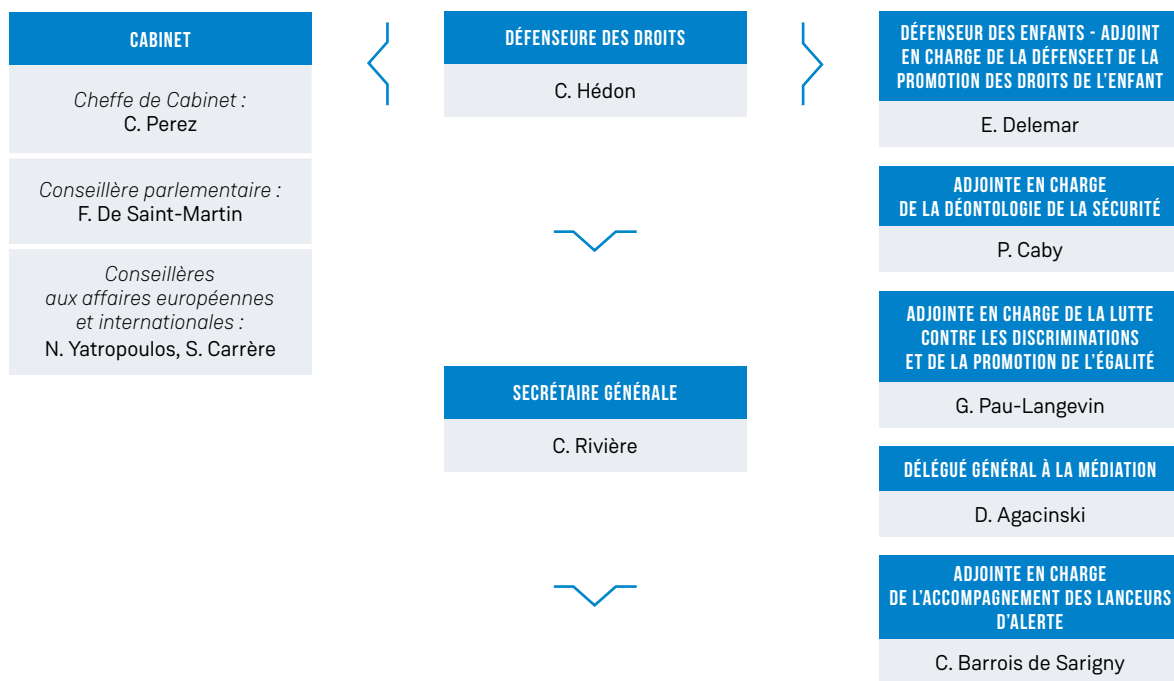 CABINET
Cheffe de Cabinet :
C. Perez
Conseillère parlementaire :
F. De Saint-Martin
Conseillères
aux affaires européennes
et internationales :
N. Yatropoulos, S. Carrère
DÉFENSEURE DES DROITS
C. Hédon
SECRÉTAIRE GÉNÉRALE
C. Rivière
DÉFENSEUR DES ENFANTS - ADJOINT
EN CHARGE DE LA DÉFENSEET DE LA
PROMOTION DES DROITS DE L'ENFANT
E. Delemar
ADJOINTE EN CHARGE
DE LA DÉONTOLOGIE DE LA SÉCURITÉ
P. Caby
ADJOINTE EN CHARGE DE LA LUTTE
CONTRE LES DISCRIMINATIONS
ET DE LA PROMOTION DE L'ÉGALITÉ
G. Pau-Langevin
DÉLÉGUÉ GÉNÉRAL À LA MÉDIATION
D. Agacinski
ADJOINTE EN CHARGE
DE L'ACCOMPAGNEMENT DES LANCEURS
D'ALERTE
C. Barrois de Sarigny